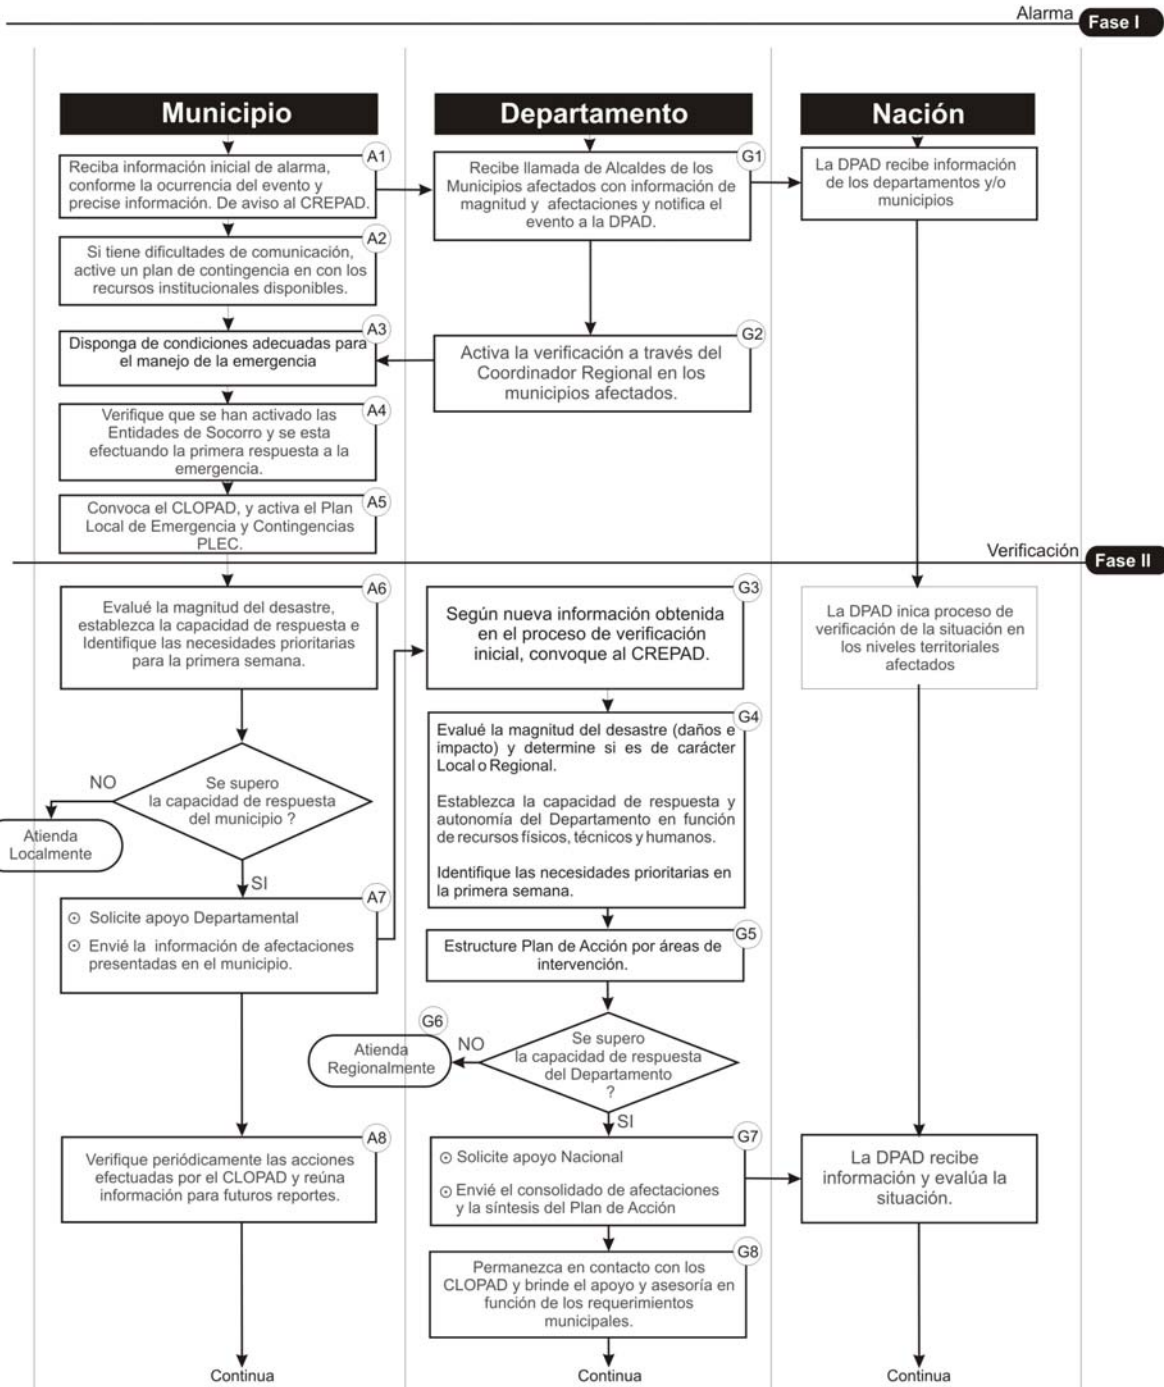 Alarma
Fase I
Municipio
Departamento
Nación
A1
Reciba información inicial de alarma,
conforme la ocurrencia del evento y
precise información. De aviso al CREPAD.
G1
Recibe llamada de Alcaldes de los
Municipios afectados con información de
magnitud y afectaciones y notifica el
evento a la DPAD.
La DPAD recibe información
de los departamentos y/o
municipios
A2
Si tiene dificultades de comunicación,
active un plan de contingencia en con los
recursos institucionales disponibles.
A3
Disponga de condiciones adecuadas para
el manejo de la emergencia
G2
Activa la verificación a través del
Coordinador Regional en los
municipios afectados.
A4
Verifique que se han activado las
Entidades de Socorro y se esta
efectuando la primera respuesta a la
emergencia.
A5
Convoca el CLOPAD, y activa el Plan
Local de Emergencia y Contingencias
PLEC.
Verificación
Fase II
A6
Evalué la magnitud del desastre,
establezca la capacidad de respuesta e
Identifique las necesidades prioritarias
para la primera semana.
G3
Según nueva información obtenida
en el proceso de verificación
inicial, convoque al CREPAD.
La DPAD inica proceso de
verificación de la situación en
los niveles territoriales
afectados
G4
Evalué la magnitud del desastre (daños e
impacto) y determine si es de carácter
Local o Regional.
Establezca la capacidad de respuesta y
autonomía del Departamento en función
de recursos físicos, técnicos y humanos.
Identifique las necesidades prioritarias en
la primera semana.
NO
Se supero
la capacidad de respuesta
del municipio ?
Atienda
Localmente
SI
A7
Solicite apoyo Departamental
Envié la información de afectaciones
presentadas en el municipio.
G5
Estructure Plan de Acción por áreas de
intervención.
G6
Atienda
Regionalmente
NO
Se supero
la capacidad de respuesta
del Departamento
?
SI
A8
Verifique periódicamente las acciones
efectuadas por el CLOPAD y reúna
información para futuros reportes.
G7
Solicite apoyo Nacional
Envié el consolidado de afectaciones
y la síntesis del Plan de Acción
La DPAD recibe
información y evalúa la
situación.
G8
Permanezca en contacto con los
CLOPAD y brinde el apoyo y asesoría en
función de los requerimientos
municipales.
Continua
Continua
Continua